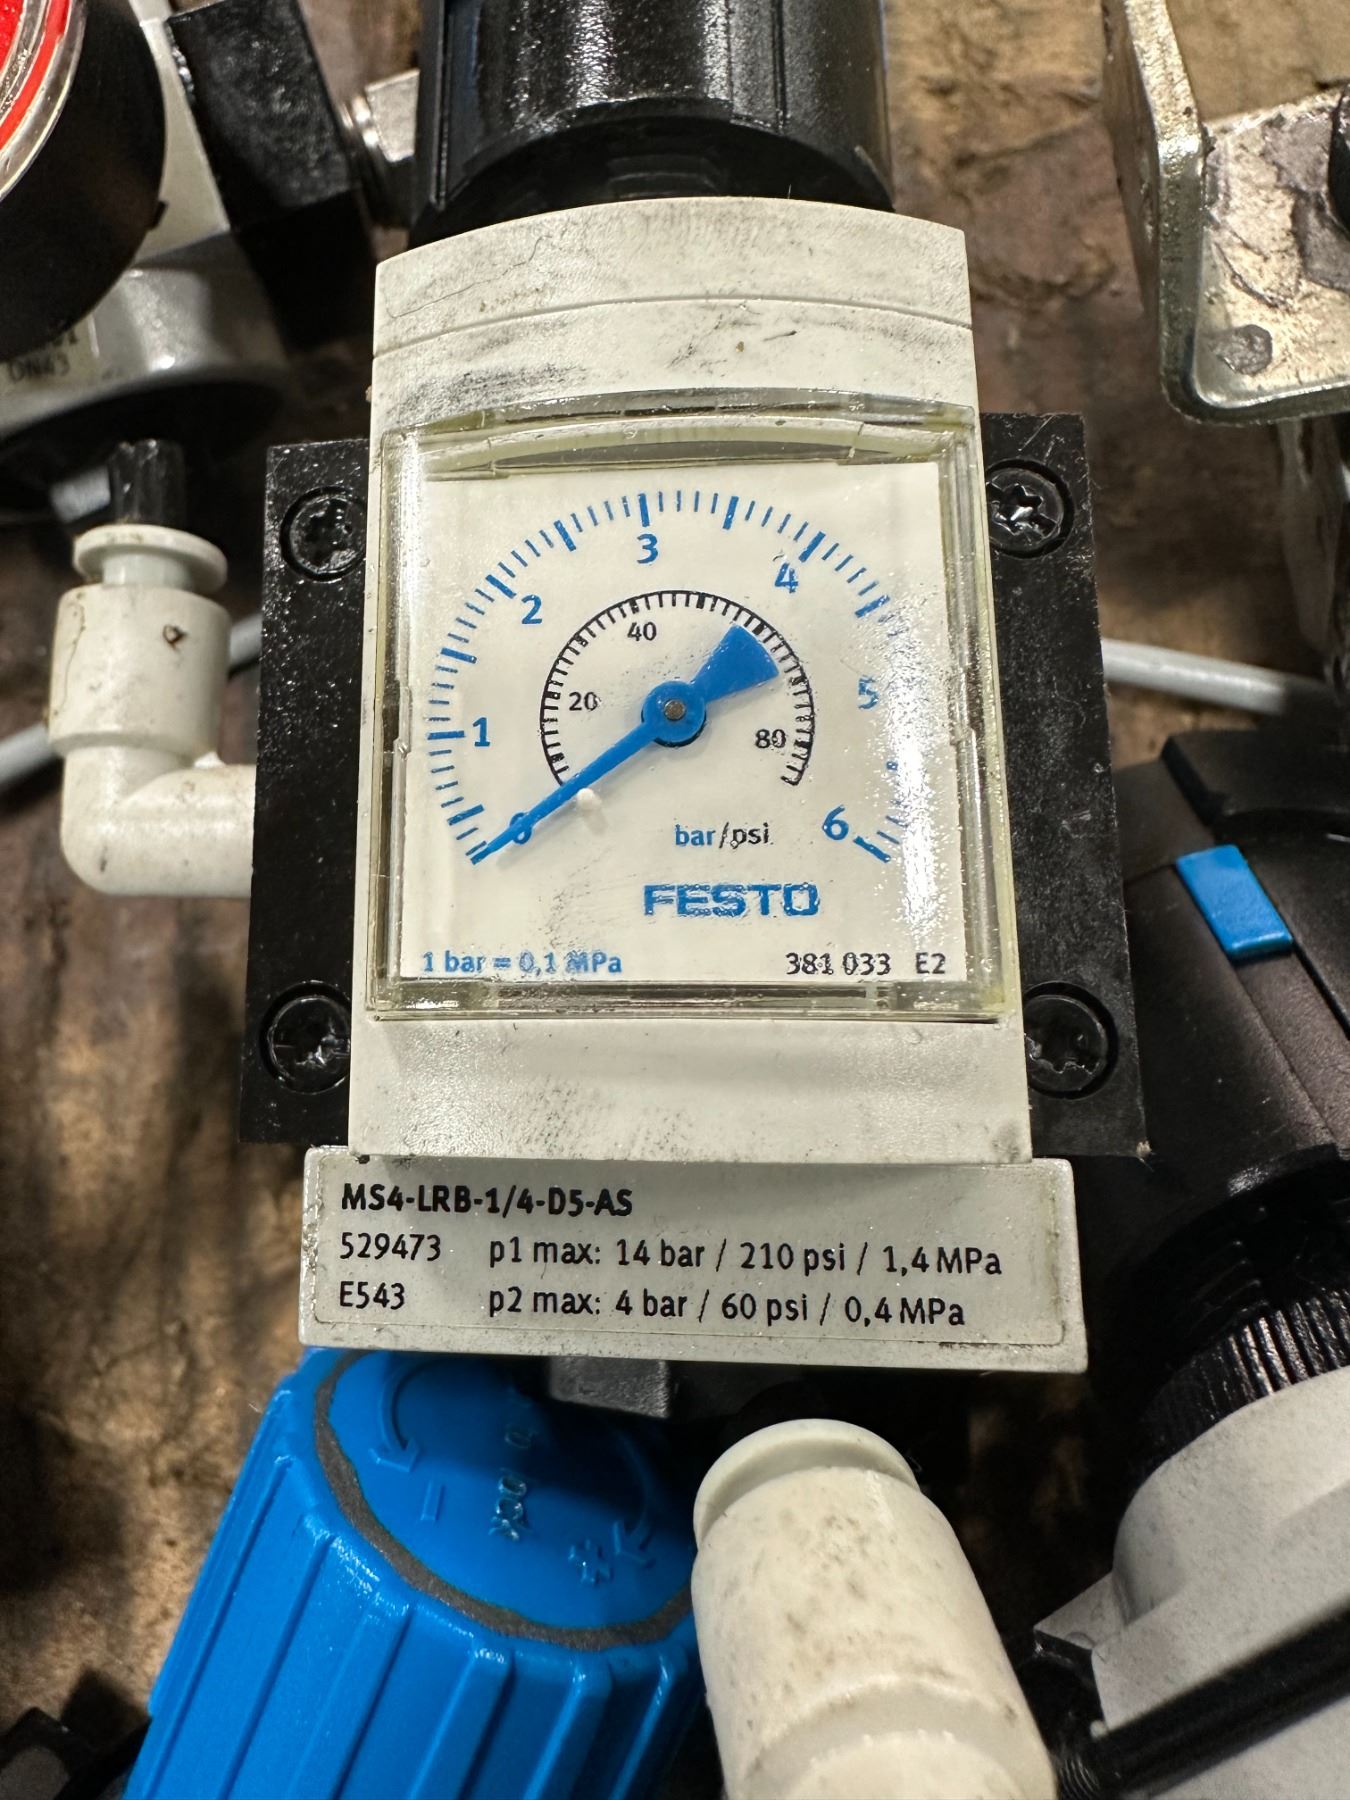 DN43
3
4
2
40
20
5
1
80
0
6
bar/psi
FESTO
1 bar = 0,1 MPa 381 033 E2
MS4-LRB-1/4-D5-AS
529473 p1 max: 14 bar / 210 psi / 1,4 MPa
E543 p2 max: 4 bar / 60 psi / 0,4 MPa